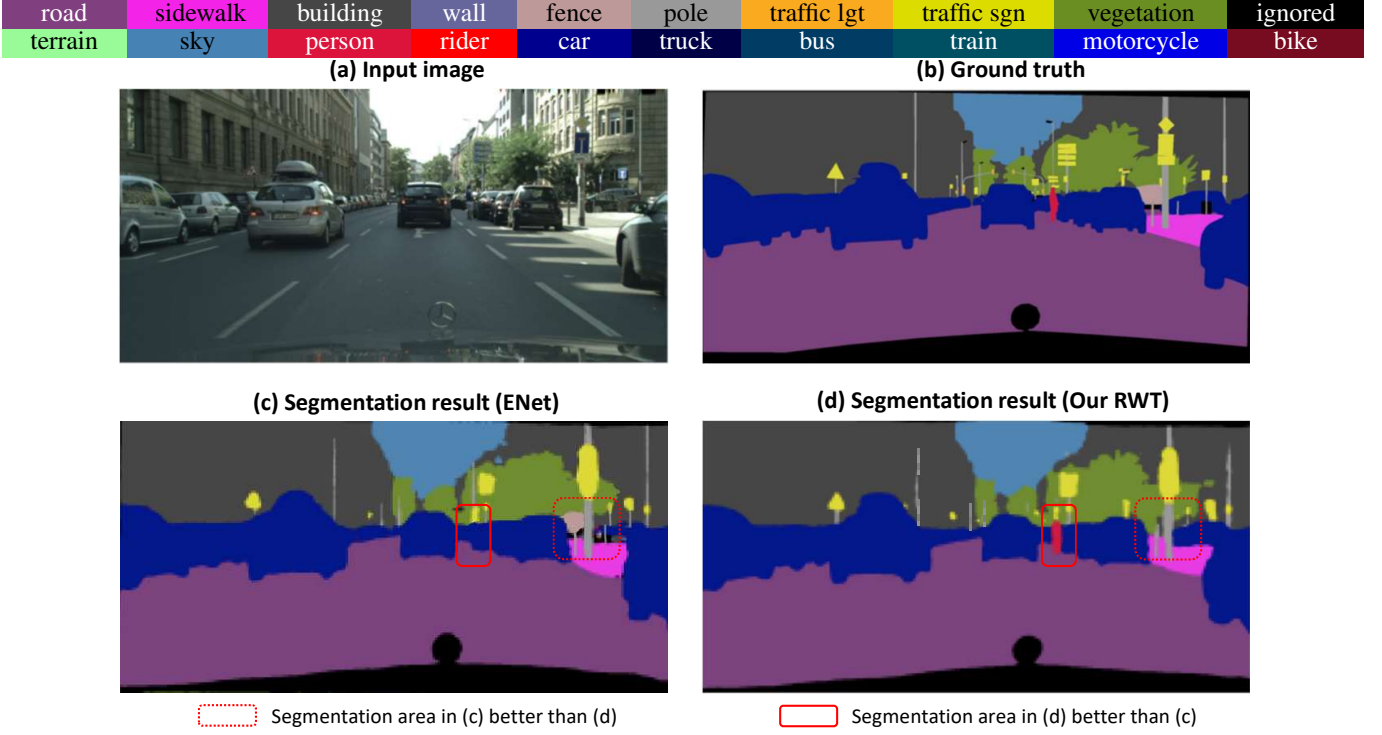 road sidewalk building wall fence pole traffic lgt traffic sgn vegetation ignored
terrain sky person rider car truck bus train motorcycle bike
(a) Input image (b) Ground truth
(c) Segmentation result (ENet) (d) Segmentation result (Our RWT)
Segmentation area in (c) better than (d) Segmentation area in (d) better than (c)